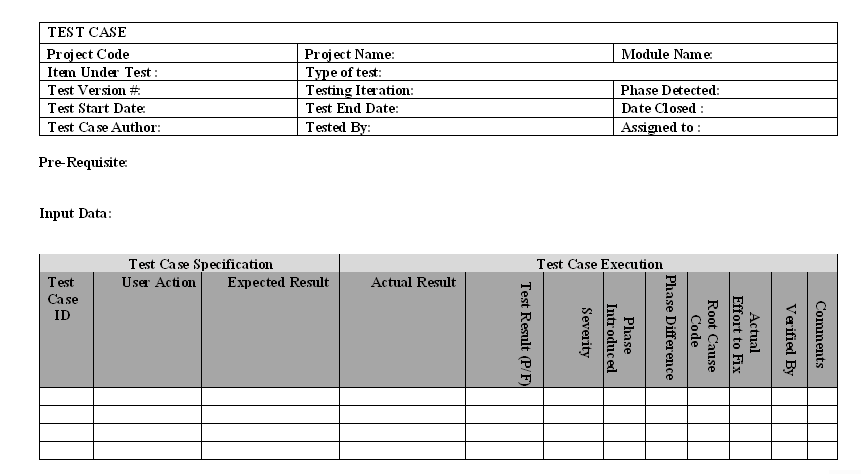 TEST CASE
Project Code Project Name: Module Name:
Item Under Test : Type of test:
Test Version #: Testing Iteration: Phase Detected:
Test Start Date: Test End Date: Date Closed :
Test Case Author: Tested By: Assigned to :
Pre-Requisite:
Input Data:
Test Case Specification Test Case Execution
Test
Case
ID
User Action
Expected Result
Actual Result
Test Result (P/F)
Severity
Phase
Introduced
Phase Difference
Root Cause
Code
Actual
Effort to Fix
Verified By
Comments